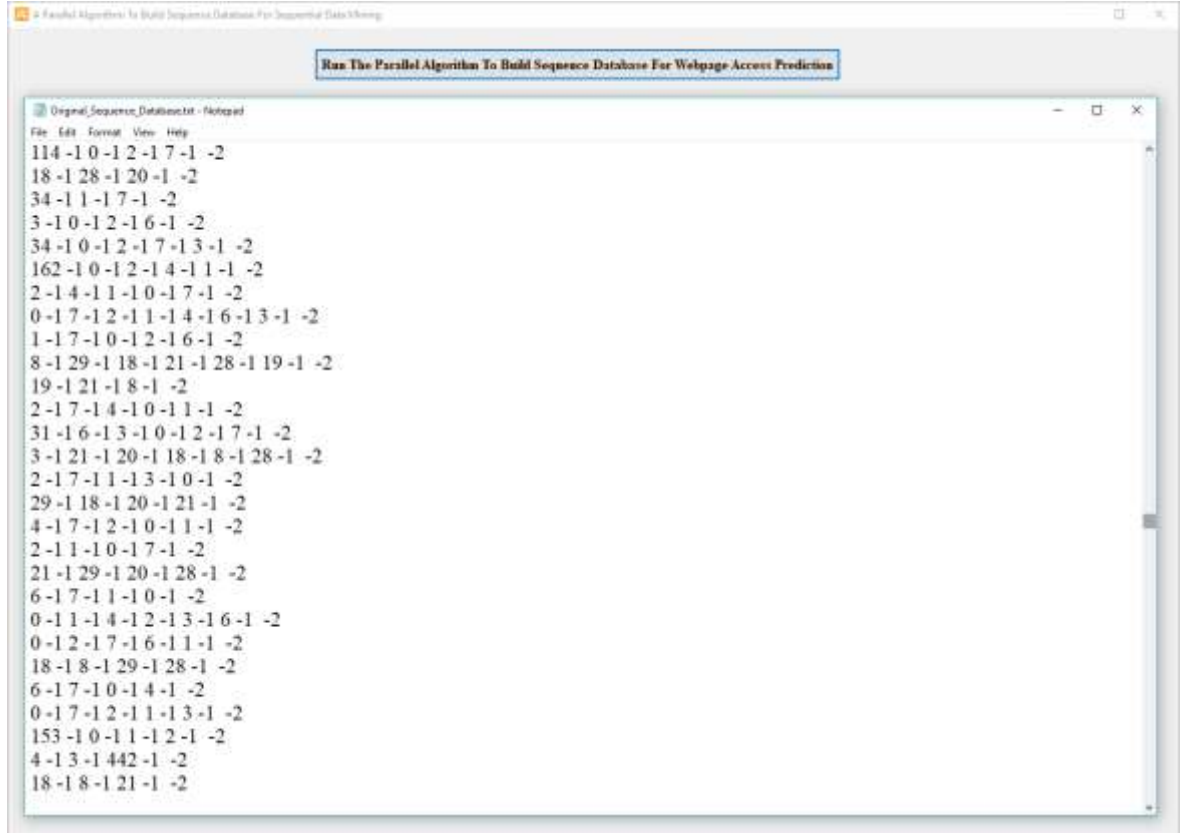 A Parallel Algorithm To Build Sequence Database For Sequential Data Mining
Run The Parallel Algorithm To Build Sequence Database For Webpage Access Prediction
Original_Sequence_Database.txt - Notepad
File Edit Format View Help
114 -1 0 -1 2 -1 7 -1 -2
18 -1 28 -1 20 -1 -2
34 -1 1 -1 7 -1 -2
3 -1 0 -1 2 -1 6 -1 -2
34 -1 0 -1 2 -1 7 -1 3 -1 -2
162 -1 0 -1 2 -1 4 -1 1 -1 -2
2 -1 4 -1 1 -1 0 -1 7 -1 -2
0 -1 7 -1 2 -1 1 -1 4 -1 6 -1 3 -1 -2
1 -1 7 -1 0 -1 2 -1 6 -1 -2
8 -1 29 -1 18 -1 21 -1 28 -1 19 -1 -2
19 -1 21 -1 8 -1 -2
2 -1 7 -1 4 -1 0 -1 1 -1 -2
31 -1 6 -1 3 -1 0 -1 2 -1 7 -1 -2
3 -1 21 -1 20 -1 18 -1 8 -1 28 -1 -2
2 -1 7 -1 1 -1 3 -1 0 -1 -2
29 -1 18 -1 20 -1 21 -1 -2
4 -1 7 -1 2 -1 0 -1 1 -1 -2
2 -1 1 -1 0 -1 7 -1 -2
21 -1 29 -1 20 -1 28 -1 -2
6 -1 7 -1 1 -1 0 -1 -2
0 -1 1 -1 4 -1 2 -1 3 -1 6 -1 -2
0 -1 2 -1 7 -1 6 -1 1 -1 -2
18 -1 8 -1 29 -1 28 -1 -2
6 -1 7 -1 0 -1 4 -1 -2
0 -1 7 -1 2 -1 1 -1 3 -1 -2
153 -1 0 -1 1 -1 2 -1 -2
4 -1 3 -1 442 -1 -2
18 -1 8 -1 21 -1 -2